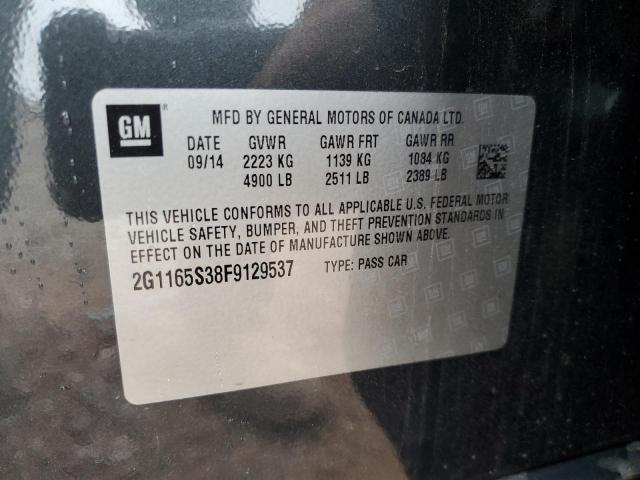 GM ®
MFD BY GENERAL MOTORS OF CANADA LTD.
DATE GVWR GAWR FRT GAWR RR
09/14 2223 KG 1139 KG 1084 KG
4900 LB 2511 LB 2389 LB
THIS VEHICLE CONFORMS TO ALL APPLICABLE U.S. FEDERAL MOTOR
VEHICLE SAFETY, BUMPER, AND THEFT PREVENTION STANDARDS IN
EFFECT ON THE DATE OF MANUFACTURE SHOWN ABOVE.
2G1165S38F9129537 TYPE: PASS CAR